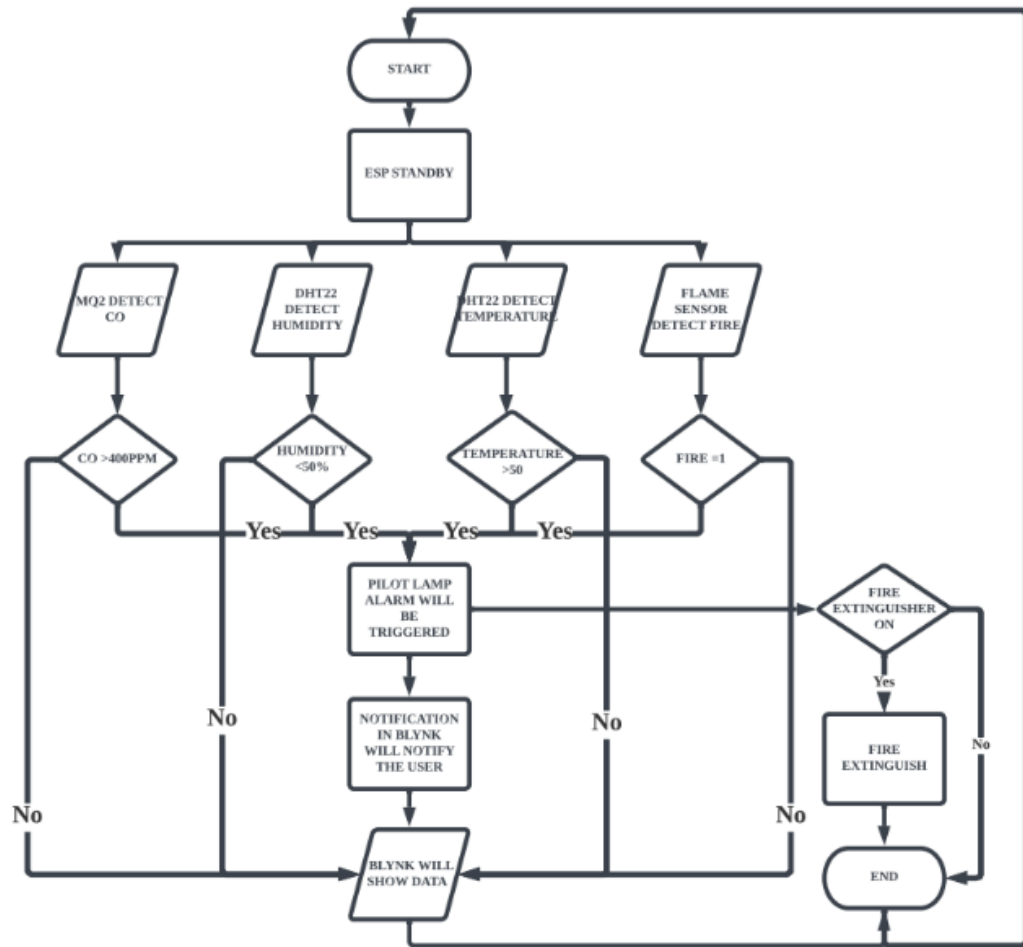 START
ESP STANDBY
MQ2 DETECT
CO
DHT22
DETECT
HUMIDITY
DHT22 DETECT
TEMPERATURE
FLAME
SENSOR
DETECT FIRE
CO >400PPM
HUMIDITY
<50%
TEMPERATURE
>50
FIRE =1
Yes
Yes
Yes
Yes
PILOT LAMP
ALARM WILL
BE
TRIGGERED
FIRE
EXTINGUISHER
ON
Yes
No
No
NOTIFICATION
IN BLYNK
WILL NOTIFY
THE USER
No
No
FIRE
EXTINGUISH
No
BLYNK WILL
SHOW DATA
END